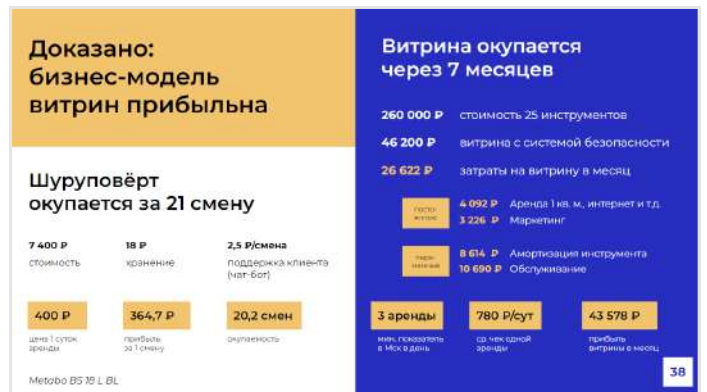 Доказано:
бизнес-модель
витрин прибыльна
Шуруповёрт
окупается за 21 смену
7 400 ₽
18 ₽
2,5 ₽/смена
стоимость
хранение
поддержка клиента
(чат-бот)
400 ₽
364,7 ₽
20,2 смен
цена 1 суток
аренды
прибыль
за 1 смену
окупаемость
Metabo BS 18 L BL
Витрина окупается
через 7 месяцев
260 000 ₽ стоимость 25 инструментов
46 200 ₽ витрина с системой безопасности
26 622 ₽ затраты на витрину в месяц
4 092 ₽ Аренда 1 кв. м., интернет и т.д.
3 226 ₽ Маркетинг
8 614 ₽ Амортизация инструмента
10 690 ₽ Обслуживание
3 аренды
780 ₽/сут
43 578 ₽
мин. показатель
в Мск в день
ср. чек одной
аренды
прибыль
витрины в месяц
38